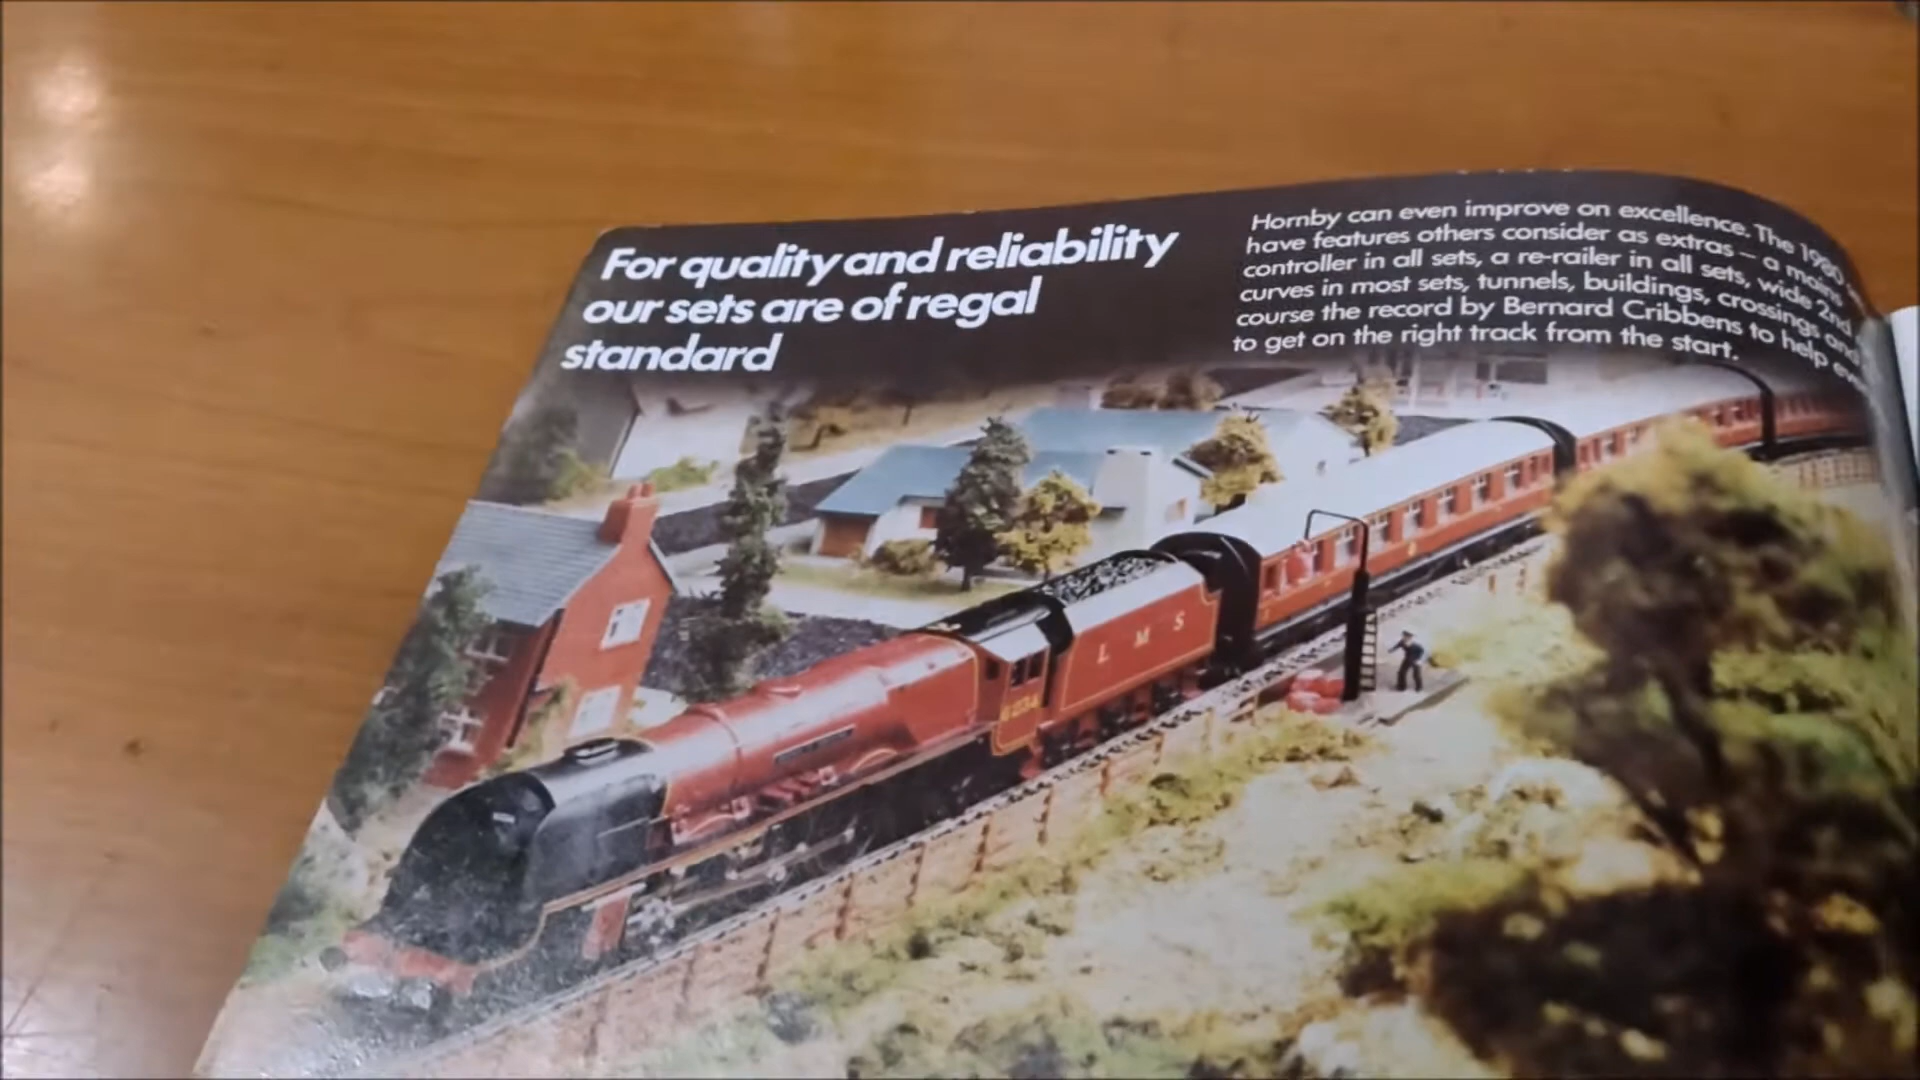 For quality and reliability
our sets are of regal
standard
Hornby can even improve on excellence. The 1980
have features others consider as extras – a mains
controller in all sets, a re-railer in all sets, wide 2nd
curves in most sets, tunnels, buildings, crossings and
course the record by Bernard Cribbens to help
to get on the right track from the start.
L M S